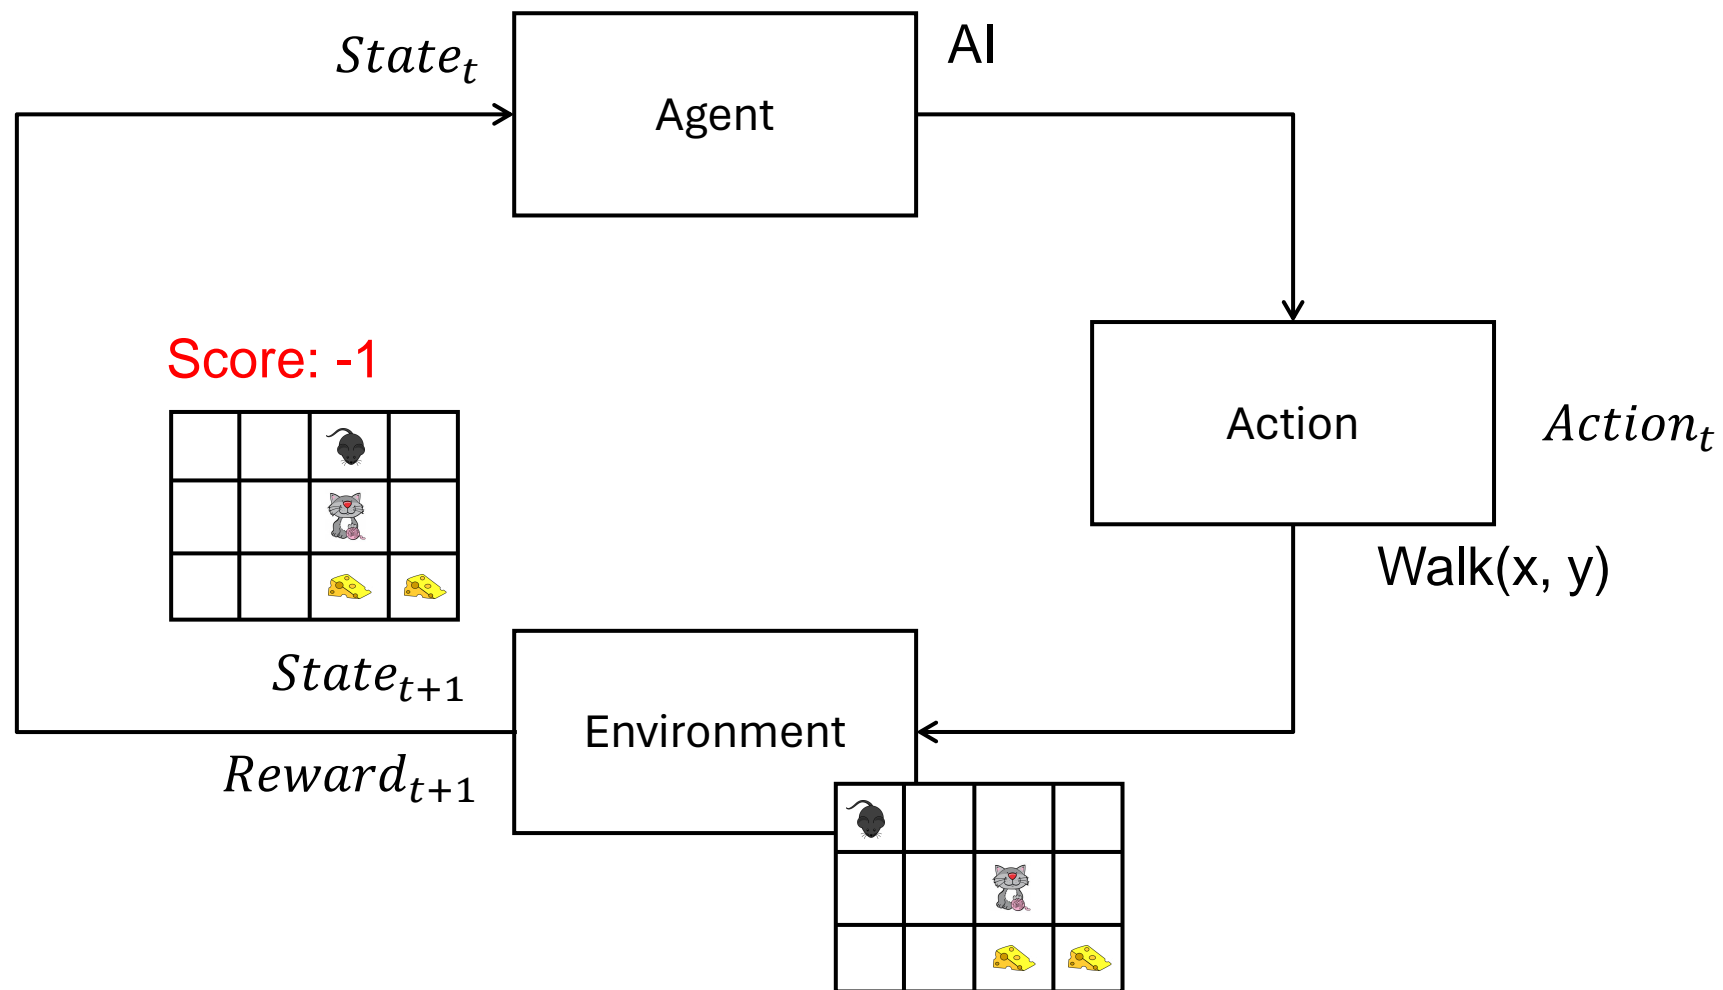 State_t
AI
Agent
Score: -1
Action
Action_t
Walk(x, y)
State_{t+1}
Environment
Reward_{t+1}